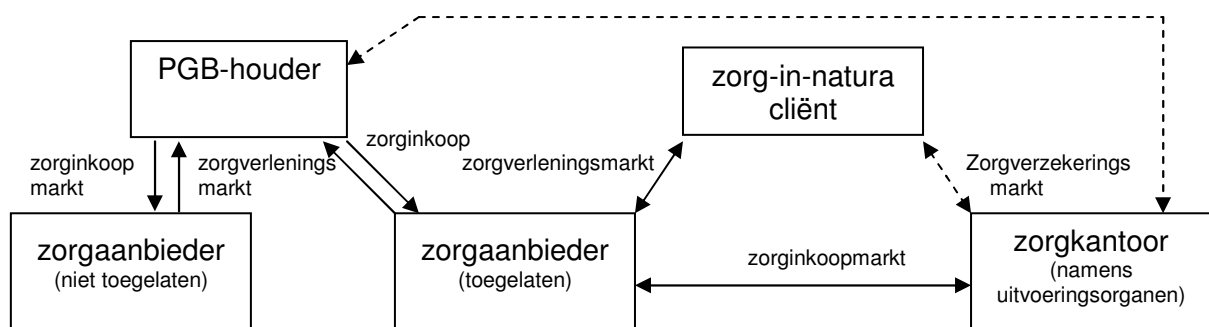 PGB-houder
zorg-in-natura
cliënt
zorginkoop
markt
zorgverlenings
markt
zorginkoop
zorgverleningsmarkt
Zorgverzekerings
markt
zorgaanbieder
(niet toegelaten)
zorgaanbieder
(toegelaten)
zorginkoopmarkt
zorgkantoor
(namens
uitvoeringsorganen)